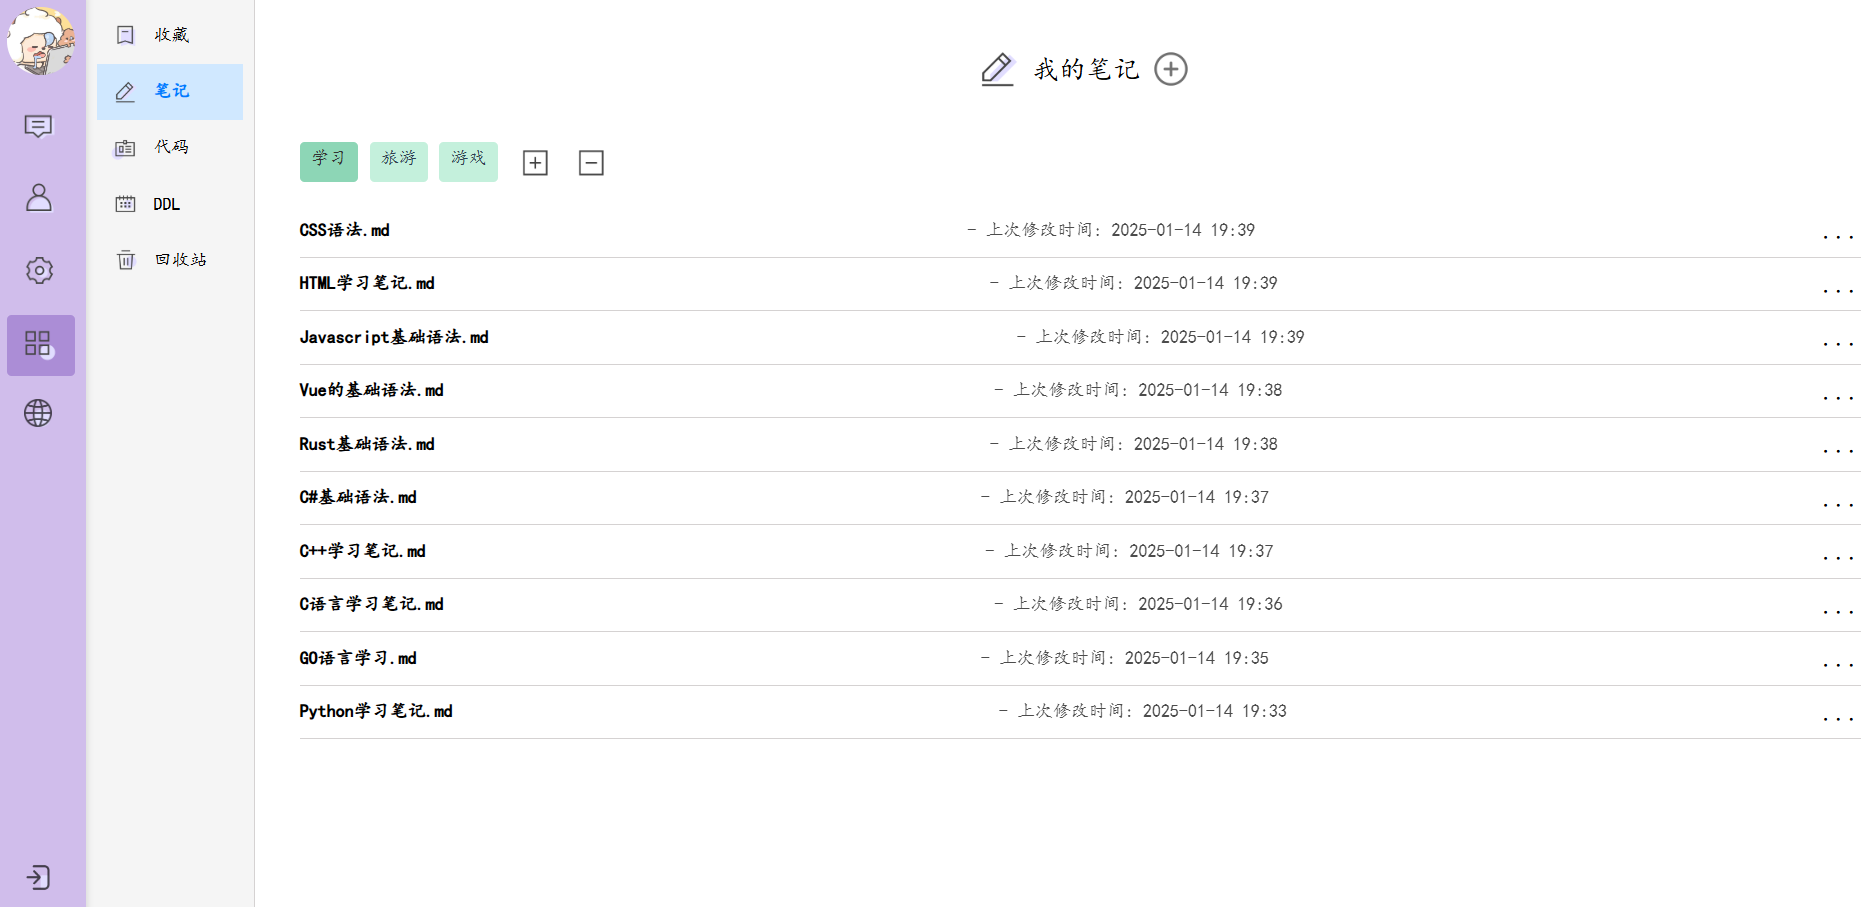 收藏
笔记
代码
DDL
回收站
我的笔记
学习 旅游 游戏
CSS语法.md - 上次修改时间: 2025-01-14 19:39 ...
HTML学习笔记.md - 上次修改时间: 2025-01-14 19:39 ...
Javascript基础语法.md - 上次修改时间: 2025-01-14 19:39 ...
Vue的基础语法.md - 上次修改时间: 2025-01-14 19:38 ...
Rust基础语法.md - 上次修改时间: 2025-01-14 19:38 ...
C#基础语法.md - 上次修改时间: 2025-01-14 19:37 ...
C++学习笔记.md - 上次修改时间: 2025-01-14 19:37 ...
C语言学习笔记.md - 上次修改时间: 2025-01-14 19:36 ...
GO语言学习.md - 上次修改时间: 2025-01-14 19:35 ...
Python学习笔记.md - 上次修改时间: 2025-01-14 19:33 ...